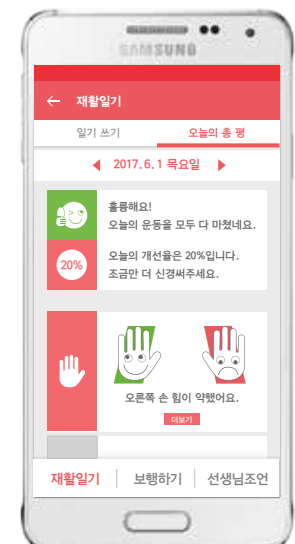 SAMSUNG
재활일기
일기 쓰기
오늘의 총 평
2017.6.1 목요일
훌륭해요!
오늘의 운동을 모두 다 마쳤네요.
20%
오늘의 개선율은 20%입니다.
조금만 더 신경써주세요.
오른쪽 손 힘이 약했어요.
더보기
재활일기
보행하기
선생님조언